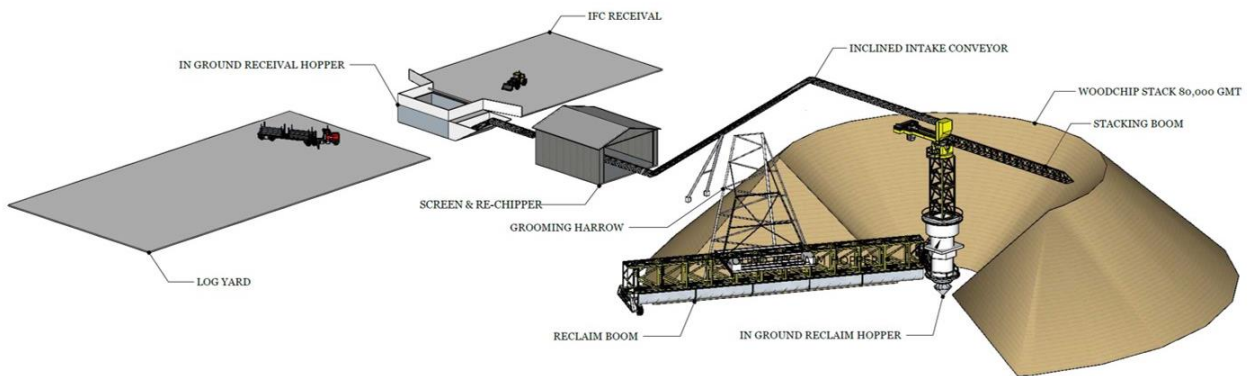 IFC RECEIVAL
IN GROUND RECEIVAL HOPPER
INCLINED INTAKE CONVEYOR
WOODCHIP STACK 80,000 GMT
STACKING BOOM
SCREEN & RE-CHIPPER
GROOMING HARROW
LOG YARD
RECLAIM BOOM
IN GROUND RECLAIM HOPPER